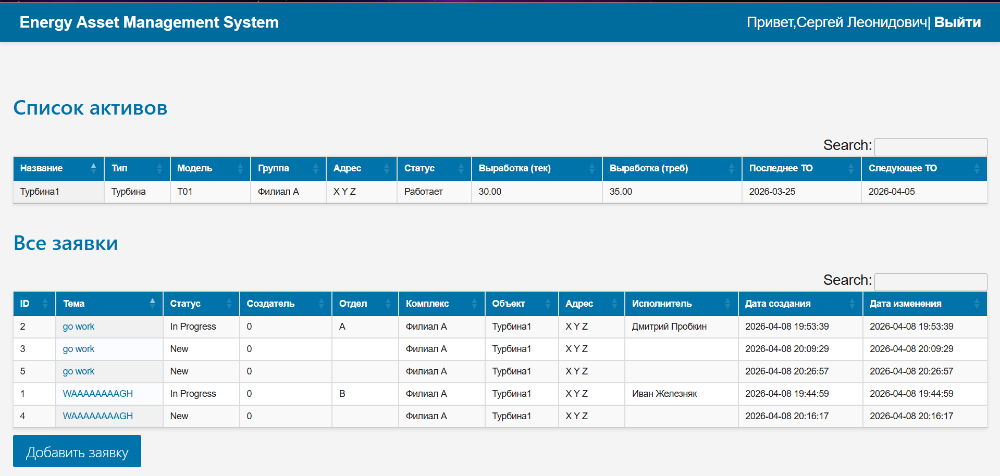 Energy Asset Management System
Привет,Сергей Леонидович| Выйти
Список активов
Search:
Название Тип Модель Группа Адрес Статус Выработка (тек) Выработка (треб) Последнее ТО Следующее ТО
Турбина1 Турбина T01 Филиал А X Y Z Работает 30.00 35.00 2026-03-25 2026-04-05
Все заявки
Search:
ID Тема Статус Создатель Отдел Комплекс Объект Адрес Исполнитель Дата создания Дата изменения
2 go work In Progress 0 A Филиал А Турбина1 X Y Z Дмитрий Пробкин 2026-04-08 19:53:39 2026-04-08 19:53:39
3 go work New 0 Филиал А Турбина1 X Y Z 2026-04-08 20:09:29 2026-04-08 20:09:29
5 go work New 0 Филиал А Турбина1 X Y Z 2026-04-08 20:26:57 2026-04-08 20:26:57
1 WAAAAAAAAGH In Progress 0 B Филиал А Турбина1 X Y Z Иван Железняк 2026-04-08 19:44:59 2026-04-08 19:44:59
4 WAAAAAAAAGH New 0 Филиал А Турбина1 X Y Z 2026-04-08 20:16:17 2026-04-08 20:16:17
Добавить заявку